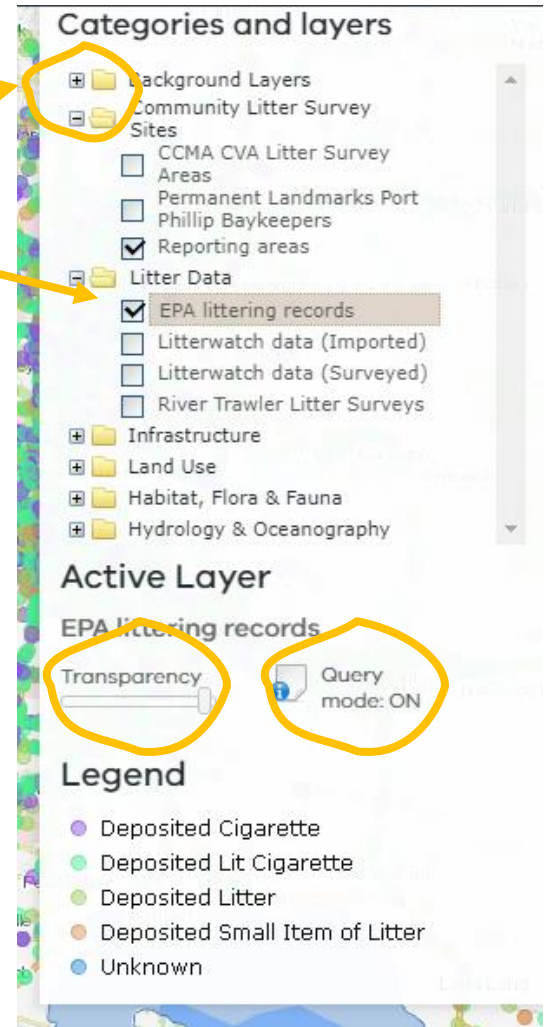 Categories and layers
Background Layers
Community Litter Survey
Sites
CCMA CVA Litter Survey
Areas
Permanent Landmarks Port
Phillip Baykeepers
Reporting areas
Litter Data
EPA littering records
Litterwatch data (Imported)
Litterwatch data (Surveyed)
River Trawler Litter Surveys
Infrastructure
Land Use
Habitat, Flora & Fauna
Hydrology & Oceanography
Active Layer
EPA littering records
Transparency
Query
mode: ON
Legend
Deposited Cigarette
Deposited Lit Cigarette
Deposited Litter
Deposited Small Item of Litter
Unknown